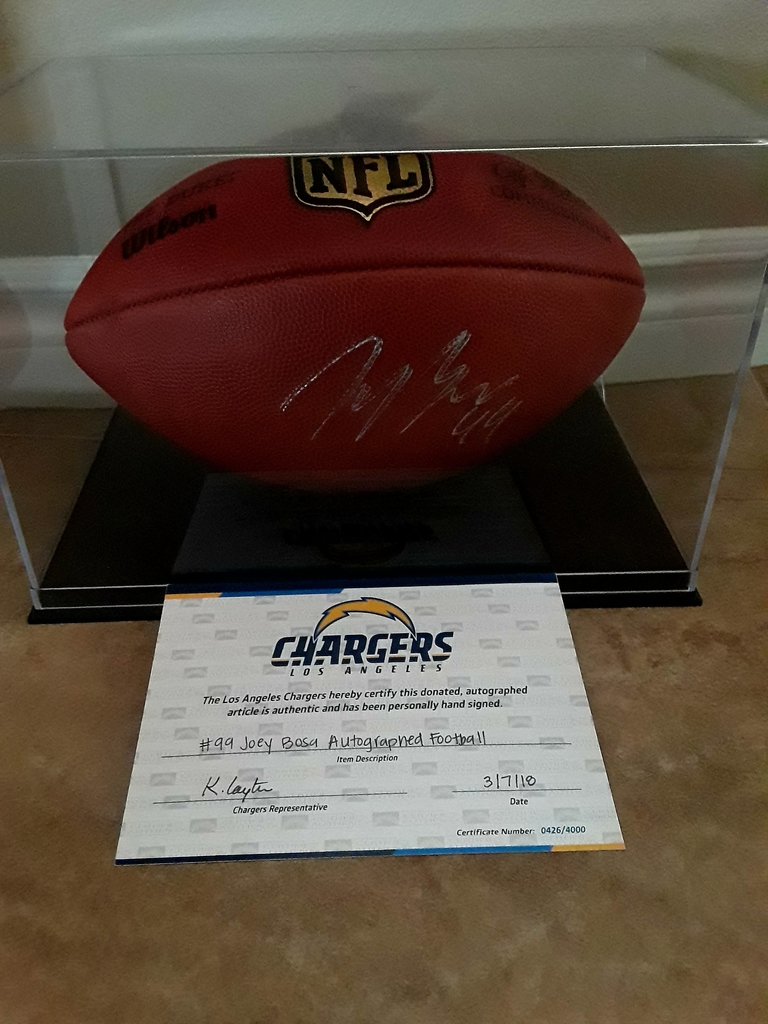 NFL
Wilson
99
CHARGERS
LOS ANGELES
The Los Angeles Chargers hereby certify this donated, autographed
article is authentic and has been personally hand signed.
#99 Joey Bosa Autographed Football
Item Description
K. Layton
Chargers Representative
3/7/18
Date
Certificate Number: 0426/4000